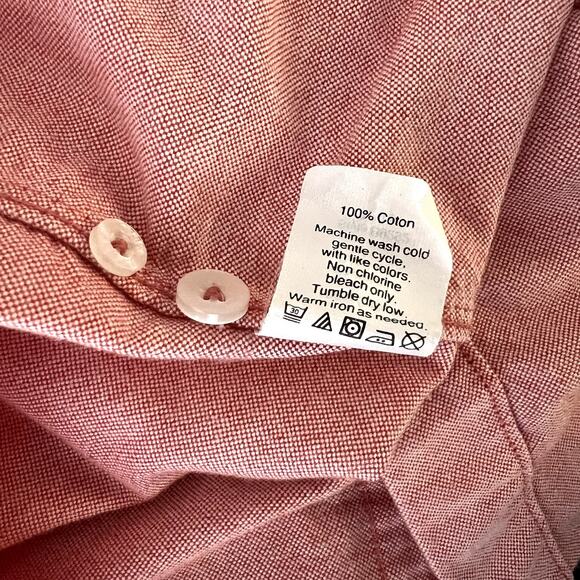 100% Coton
Machine wash cold
gentle cycle.
with like colors.
Non chlorine
bleach only.
Tumble dry low.
Warm iron as needed.
30